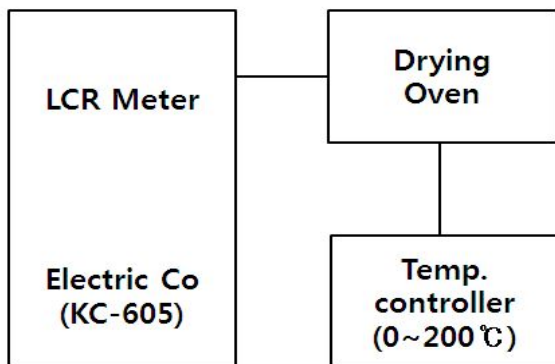 LCR Meter
Electric Co
(KC-605)
Drying
Oven
Temp.
controller
(0~200℃)